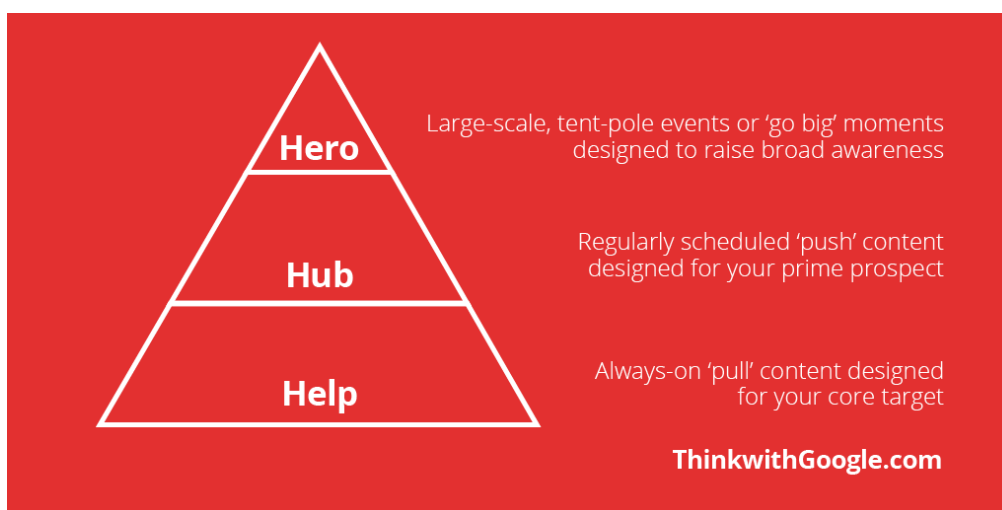 Hero
Large-scale, tent-pole events or ‘go big’ moments
designed to raise broad awareness
Hub
Regularly scheduled ‘push’ content
designed for your prime prospect
Help
Always-on ‘pull’ content designed
for your core target
ThinkwithGoogle.com